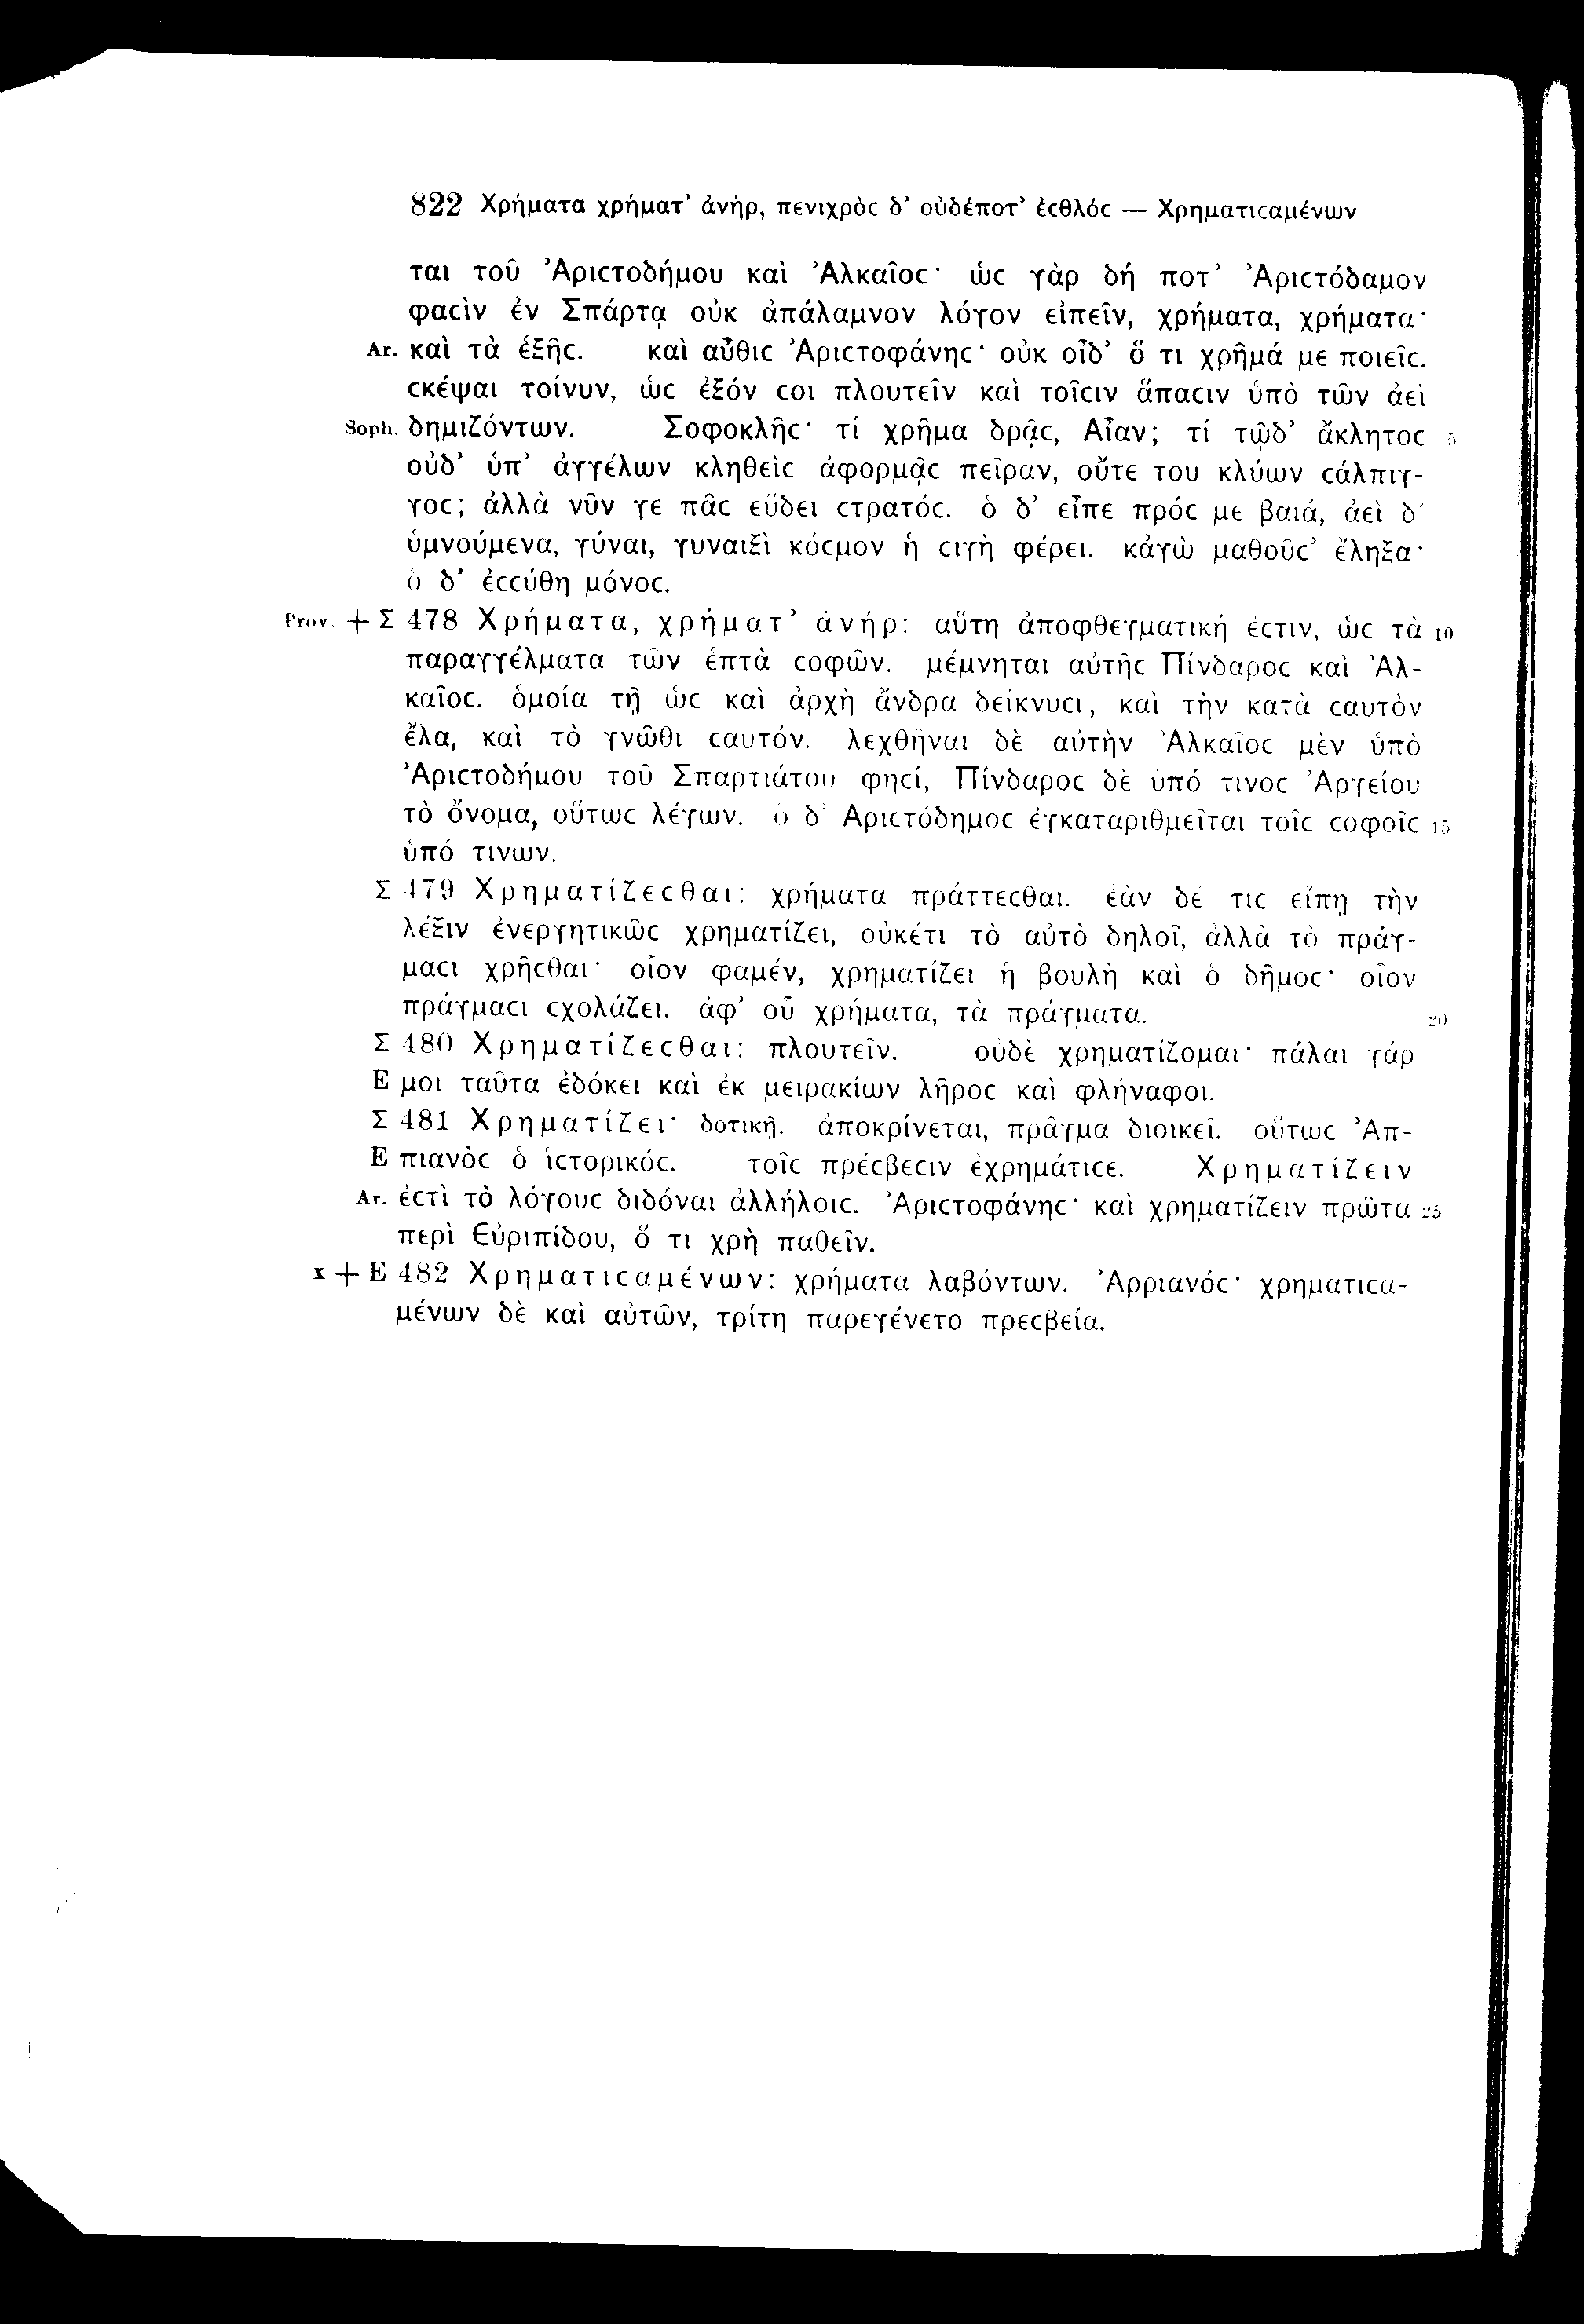 822 Χρήματα χρήματ’ ἀνήρ, πενιχρὸϲ δ’ οὐδέποτ’ ἐϲθλόϲ — Χρηματιϲαμένων
ται τοῦ Ἀριϲτοδήμου καὶ Ἀλκαῖοϲ· ὡϲ γὰρ δή ποτ’ Ἀριϲτόδαμον
φαϲὶν ἐν Σπάρτᾳ οὐκ ἀπάλαμνον λόγον εἰπεῖν, χρήματα, χρήματα·
Ar. καὶ τὰ ἑξῆϲ. καὶ αὖθιϲ Ἀριϲτοφάνηϲ· οὐκ οἶδ’ ὅ τι χρῆμά με ποιεῖϲ.
ϲκέψαι τοίνυν, ὡϲ ἐξόν ϲοι πλουτεῖν καὶ τοῖϲιν ἅπαϲιν ὑπὸ τῶν ἀεὶ
Soph. δημιζόντων. Σοφοκλῆϲ· τί χρῆμα δρᾷϲ, Αἶαν; τί τῷδ’ ἄκλητοϲ 5
οὐδ’ ὑπ’ ἀγγέλων κληθεὶϲ ἀφορμᾷϲ πεῖραν, οὔτε του κλύων ϲάλπιγ-
γοϲ; ἀλλὰ νῦν γε πᾶϲ εὕδει ϲτρατόϲ. ὁ δ’ εἶπε πρόϲ με βαιά, ἀεὶ δ’
ὑμνούμενα, γύναι, γυναιξὶ κόϲμον ἡ ϲιγὴ φέρει. κἀγὼ μαθοῦϲ’ ἔληξα·
ὁ δ’ ἐϲϲύθη μόνοϲ.
Prov. + Σ 478 Χρήματα, χρήματ’ ἀνήρ: αὕτη ἀποφθεγματική ἐϲτιν, ὡϲ τὰ 10
παραγγέλματα τῶν ἑπτὰ ϲοφῶν. μέμνηται αὐτῆϲ Πίνδαροϲ καὶ Ἀλ-
καῖοϲ. ὁμοία τῇ ὡϲ καὶ ἀρχὴ ἄνδρα δείκνυϲι, καὶ τὴν κατὰ ϲαυτὸν
ἔλα, καὶ τὸ γνῶθι ϲαυτόν. λεχθῆναι δὲ αὐτὴν Ἀλκαῖοϲ μὲν ὑπὸ
Ἀριϲτοδήμου τοῦ Σπαρτιάτου φηϲί, Πίνδαροϲ δὲ ὑπό τινοϲ Ἀργείου
τὸ ὄνομα, οὕτωϲ λέγων. ὁ δ’ Ἀριϲτόδημοϲ ἐγκαταριθμεῖται τοῖϲ ϲοφοῖϲ 15
ὑπό τινων.
Σ 479 Χρηματίζεϲθαι: χρήματα πράττεϲθαι. ἐὰν δέ τιϲ εἴπῃ τὴν
λέξιν ἐνεργητικῶϲ χρηματίζει, οὐκέτι τὸ αὐτὸ δηλοῖ, ἀλλὰ τὸ πράγ-
μαϲι χρῆϲθαι· οἷον φαμέν, χρηματίζει ἡ βουλὴ καὶ ὁ δῆμοϲ· οἷον
πράγμαϲι ϲχολάζει. ἀφ’ οὗ χρήματα, τὰ πράγματα. 20
Σ 480 Χρηματίζεϲθαι: πλουτεῖν. οὐδὲ χρηματίζομαι· πάλαι γάρ
E μοι ταῦτα ἐδόκει καὶ ἐκ μειρακίων λῆροϲ καὶ φλήναφοι.
Σ 481 Χρηματίζει· δοτικῇ. ἀποκρίνεται, πρᾶγμα διοικεῖ. οὕτωϲ Ἀπ-
E πιανὸϲ ὁ ἱϲτορικόϲ. τοῖϲ πρέϲβεϲιν ἐχρημάτιϲε. Χρηματίζειν
Ar. ἐϲτὶ τὸ λόγουϲ διδόναι ἀλλήλοιϲ. Ἀριϲτοφάνηϲ· καὶ χρηματίζειν πρῶτα 25
περὶ Εὐριπίδου, ὅ τι χρὴ παθεῖν.
x + E 482 Χρηματιϲαμένων: χρήματα λαβόντων. Ἀρριανόϲ· χρηματιϲα-
μένων δὲ καὶ αὐτῶν, τρίτη παρεγένετο πρεϲβεία.